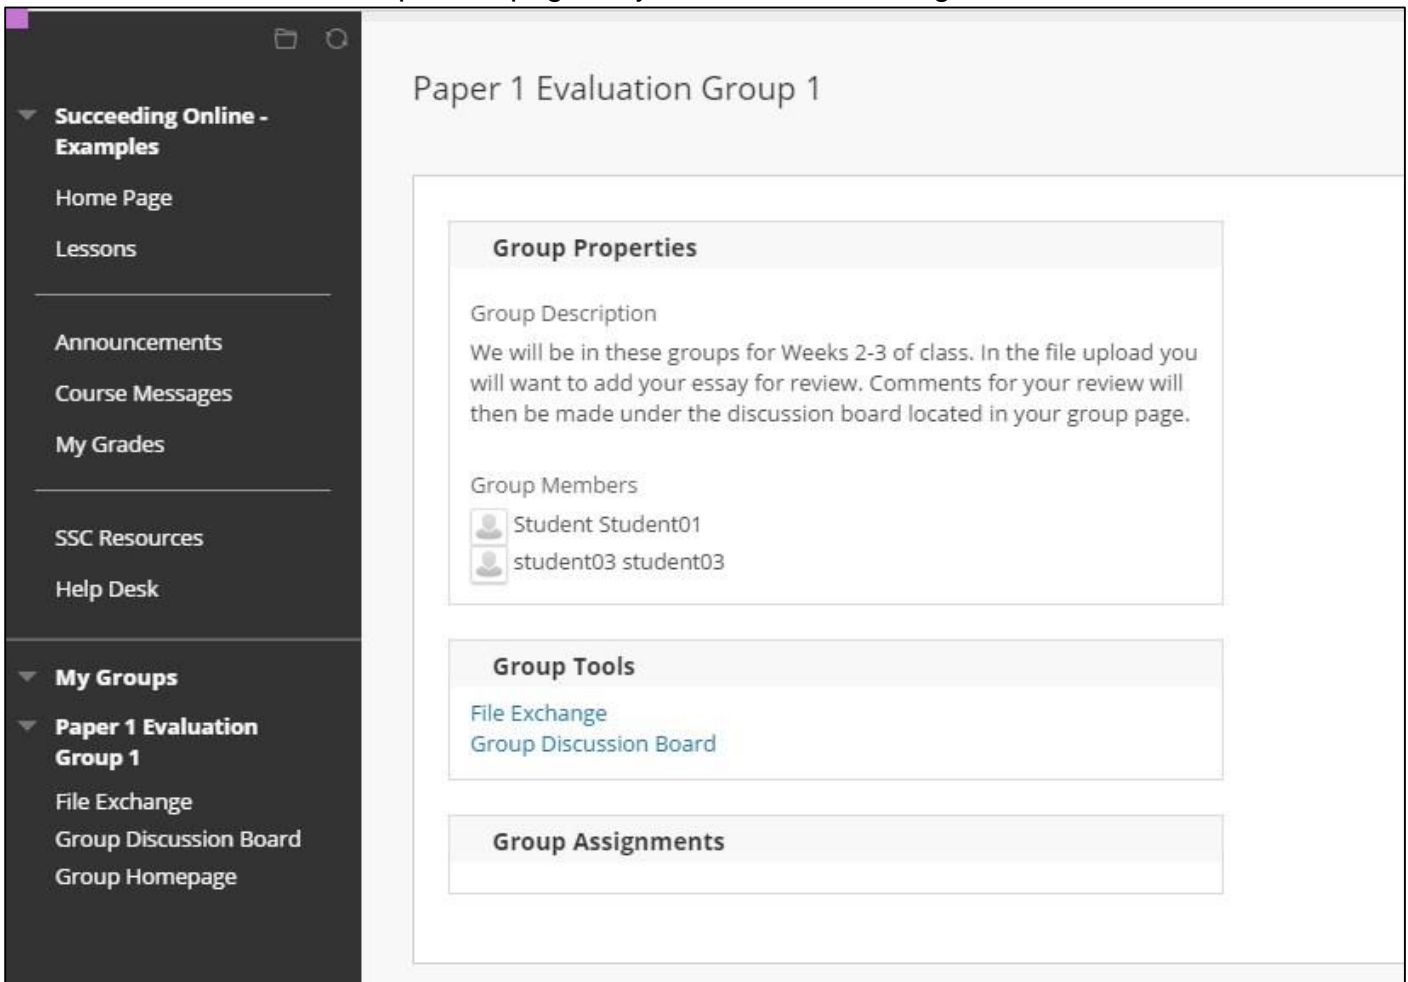 Succeeding Online -
Examples
Home Page
Lessons
Announcements
Course Messages
My Grades
SSC Resources
Help Desk
My Groups
Paper 1 Evaluation
Group 1
File Exchange
Group Discussion Board
Group Homepage
Paper 1 Evaluation Group 1
Group Properties
Group Description
We will be in these groups for Weeks 2-3 of class. In the file upload you
will want to add your essay for review. Comments for your review will
then be made under the discussion board located in your group page.
Group Members
Student Student01
student03 student03
Group Tools
File Exchange
Group Discussion Board
Group Assignments